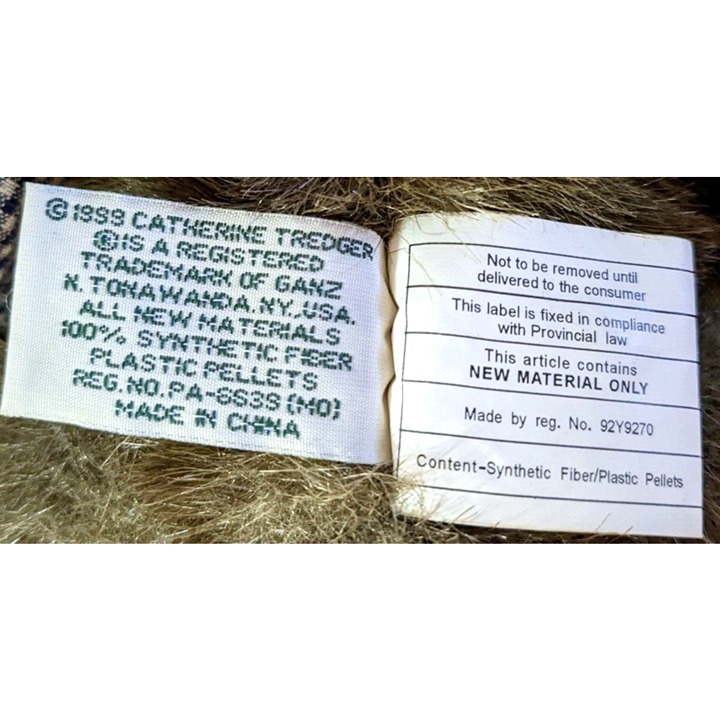 © 1999 CATHERINE TREDGER
® IS A REGISTERED
TRADEMARK OF GANZ
N. TONAWANDA, NY, USA.
ALL NEW MATERIALS
100% SYNTHETIC FIBER
PLASTIC PELLETS
REG. NO. PA-8538 (MO)
MADE IN CHINA
Not to be removed until
delivered to the consumer
This label is fixed in compliance
with Provincial law
This article contains
NEW MATERIAL ONLY
Made by reg. No. 92Y9270
Content-Synthetic Fiber/Plastic Pellets